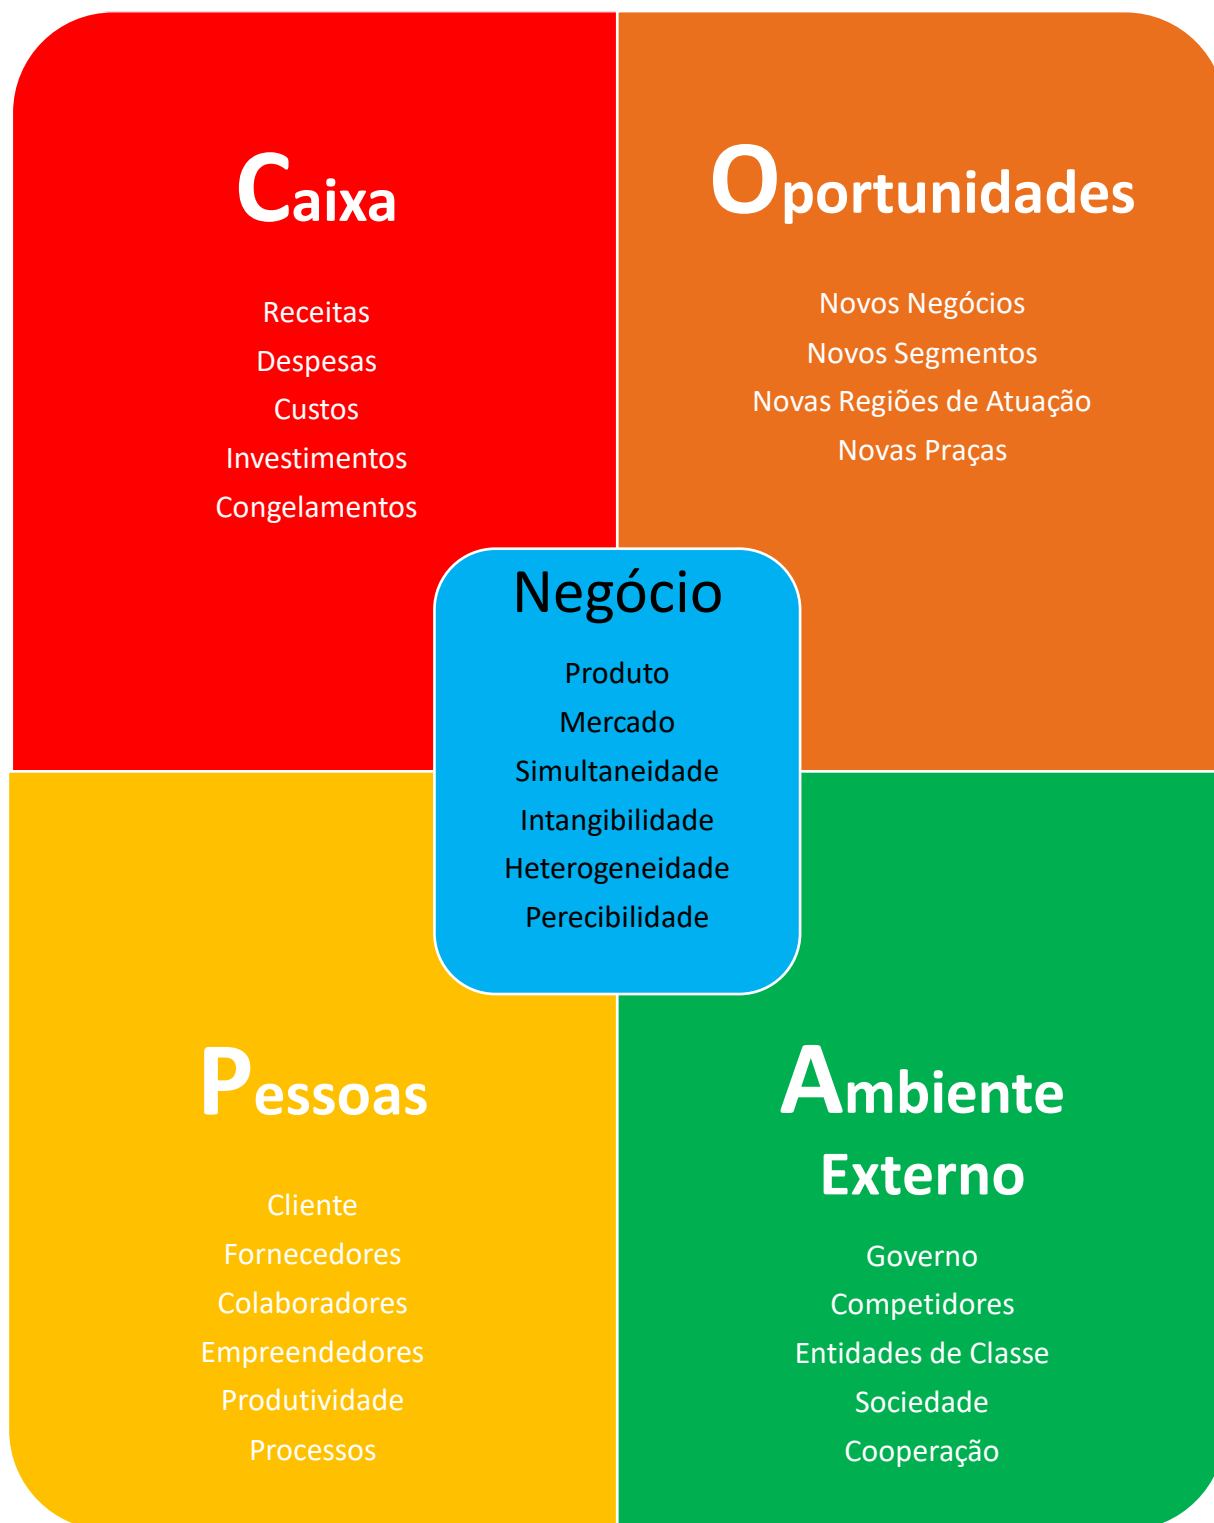 Caixa
Receitas
Despesas
Custos
Investimentos
Congelamentos
Oportunidades
Novos Negócios
Novos Segmentos
Novas Regiões de Atuação
Novas Praças
Negócio
Produto
Mercado
Simultaneidade
Intangibilidade
Heterogeneidade
Perecibilidade
Pessoas
Cliente
Fornecedores
Colaboradores
Empreendedores
Produtividade
Processos
Ambiente
Externo
Governo
Competidores
Entidades de Classe
Sociedade
Cooperação